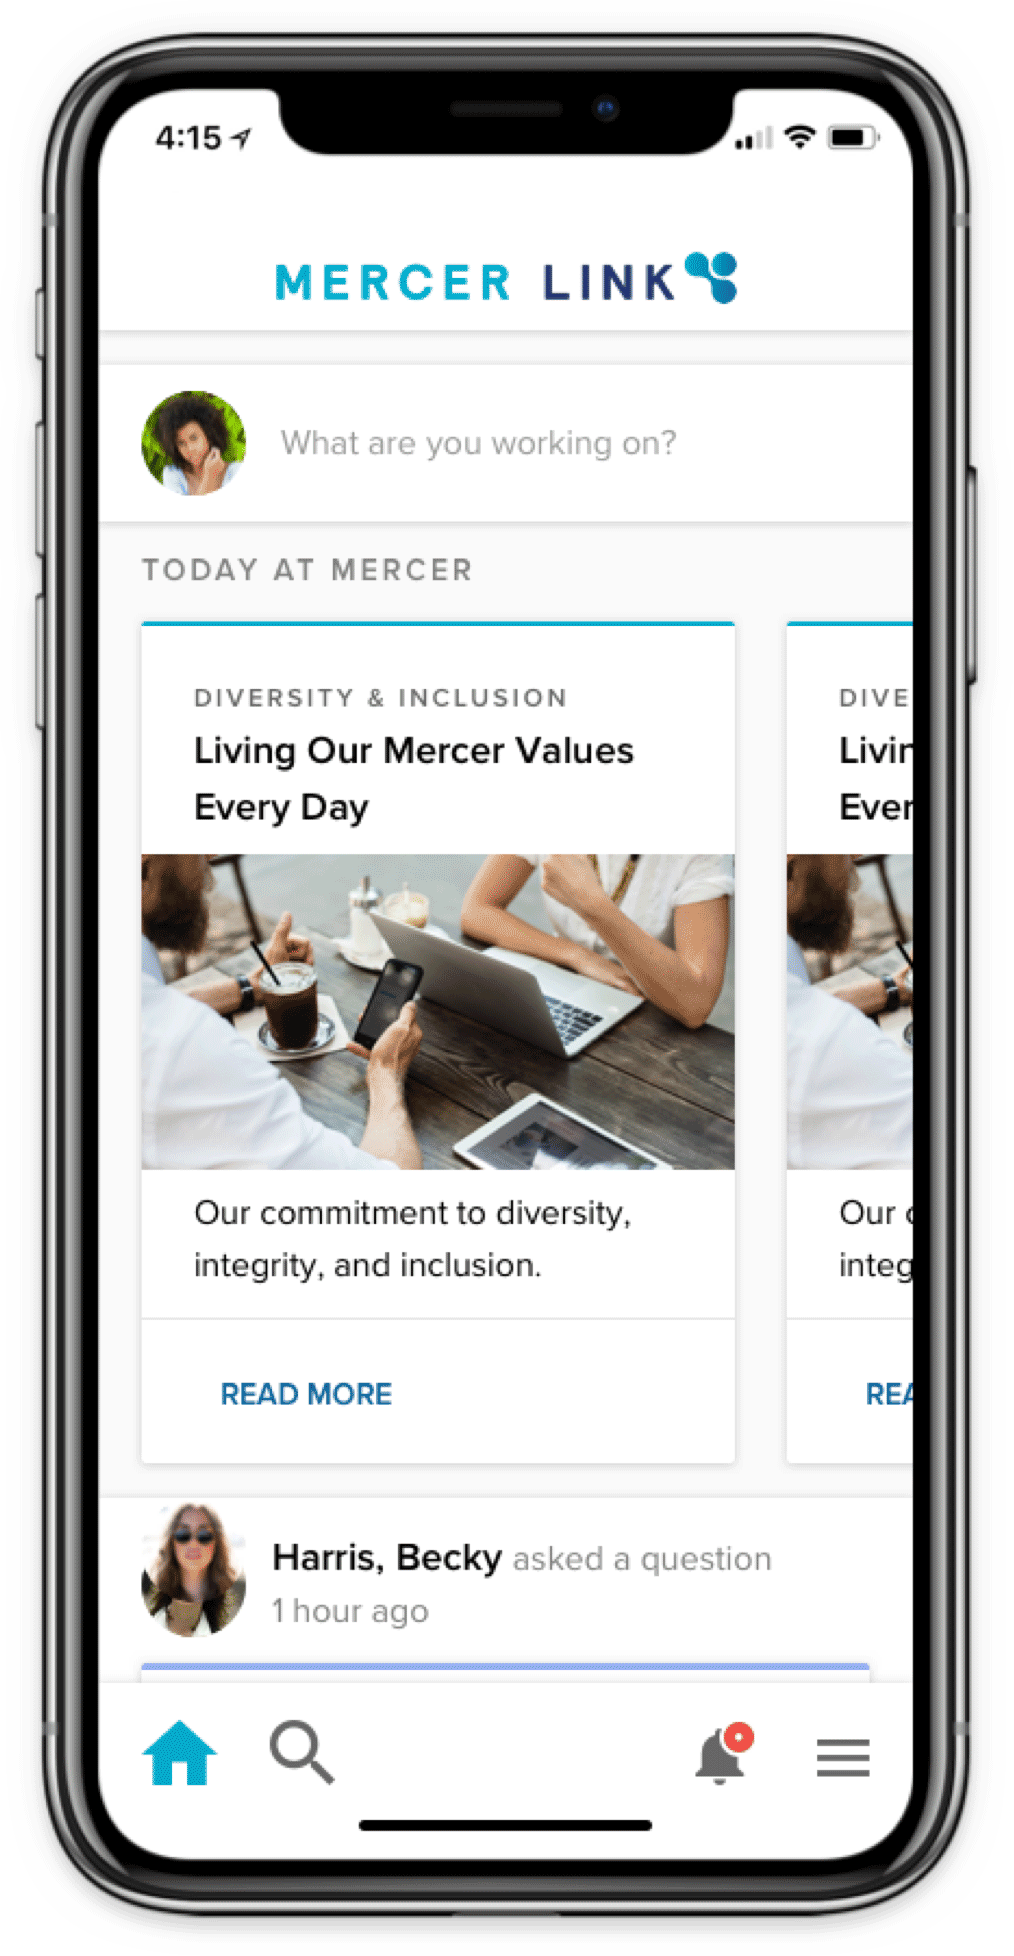 4:15
MERCER LINK
What are you working on?
TODAY AT MERCER
DIVERSITY & INCLUSION
Living Our Mercer Values
Every Day
Our commitment to diversity,
integrity, and inclusion.
READ MORE
DIVE
Livin
Ever
Our
integ
REA
Harris, Becky asked a question
1 hour ago